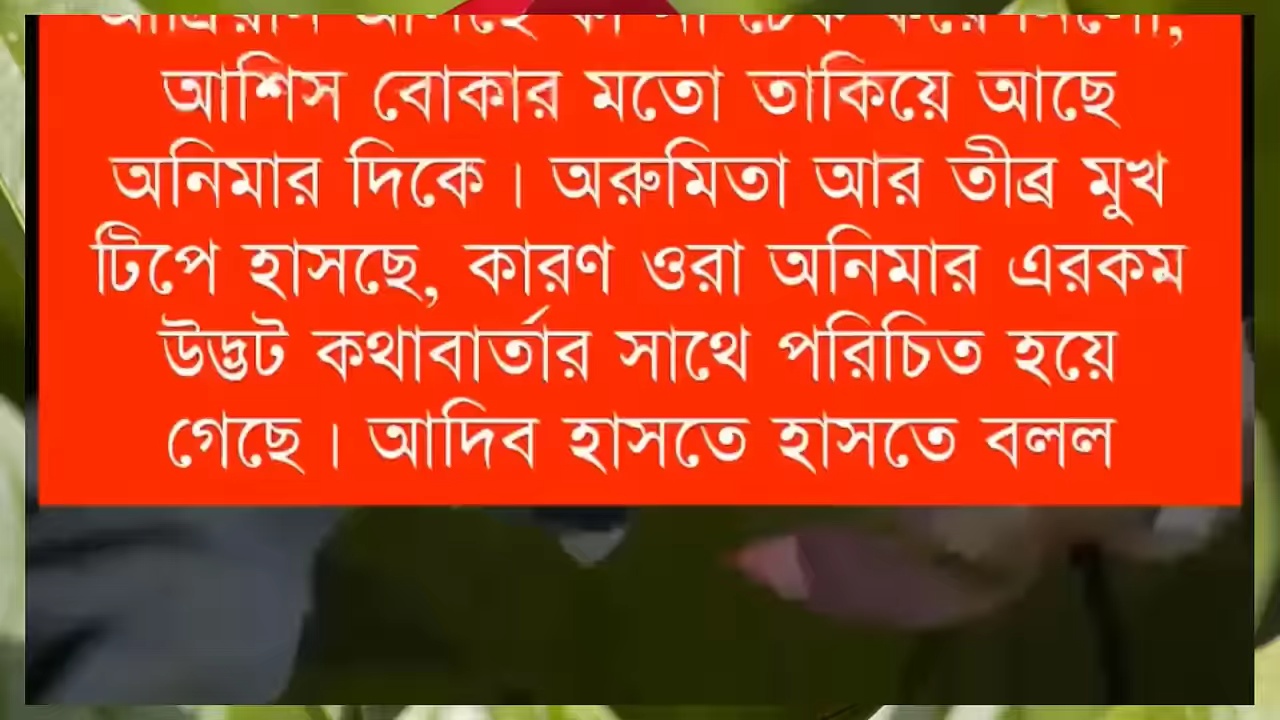 আশিস বোকার মতো তাকিয়ে আছে
অনিমার দিকে। অরুমিতা আর তীব্র মুখ
টিপে হাসছে, কারণ ওরা অনিমার এরকম
উদ্ভট কথাবার্তার সাথে পরিচিত হয়ে
গেছে। আদিব হাসতে হাসতে বলল